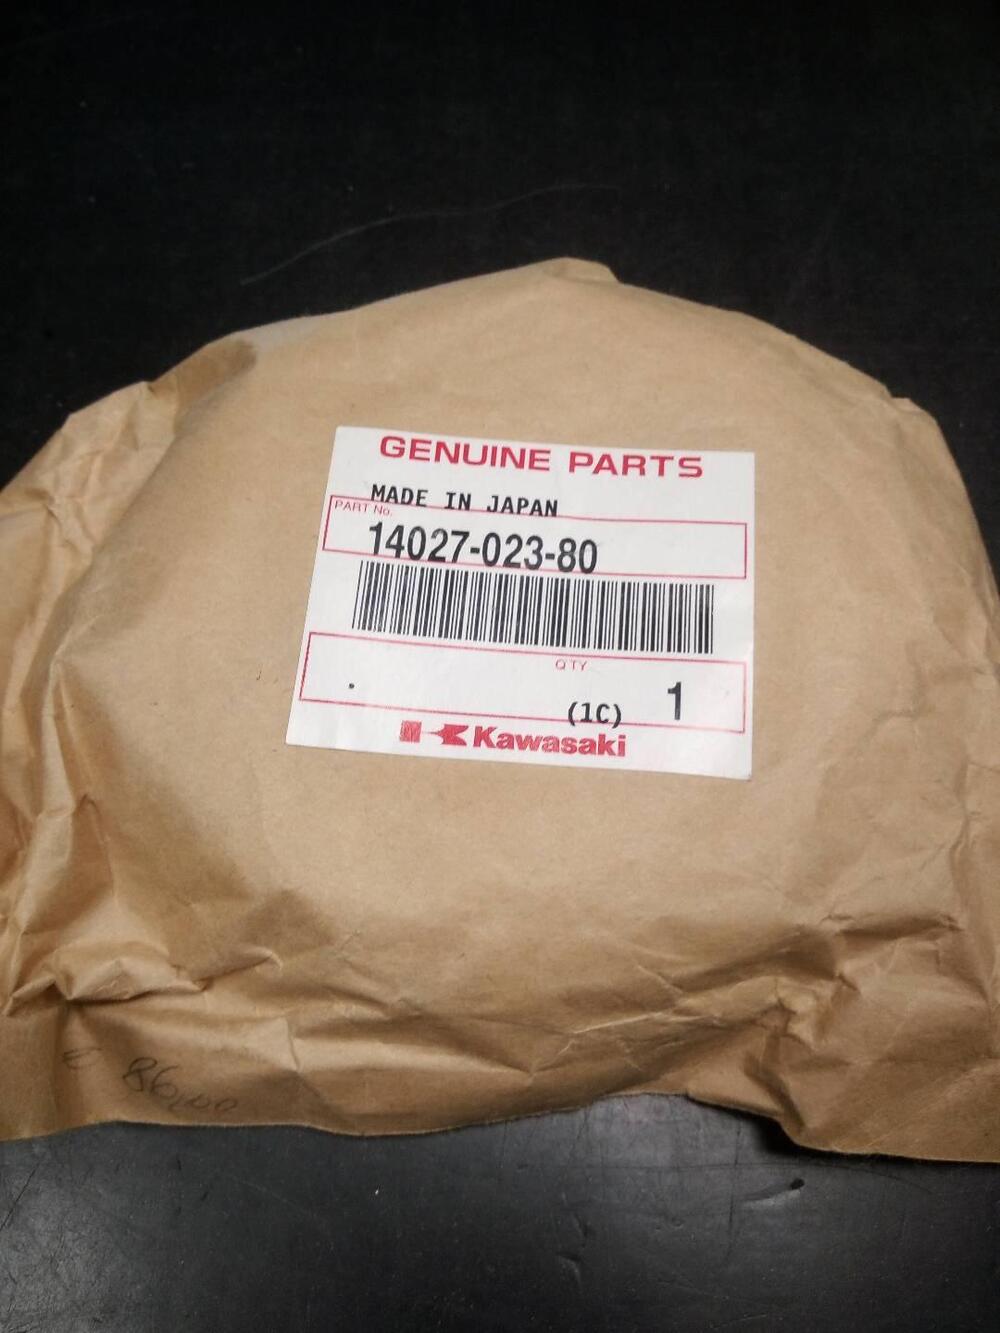 GENUINE PARTS
MADE IN JAPAN
PART No.
14027-023-80
QTY
(1C) 1
Kawasaki